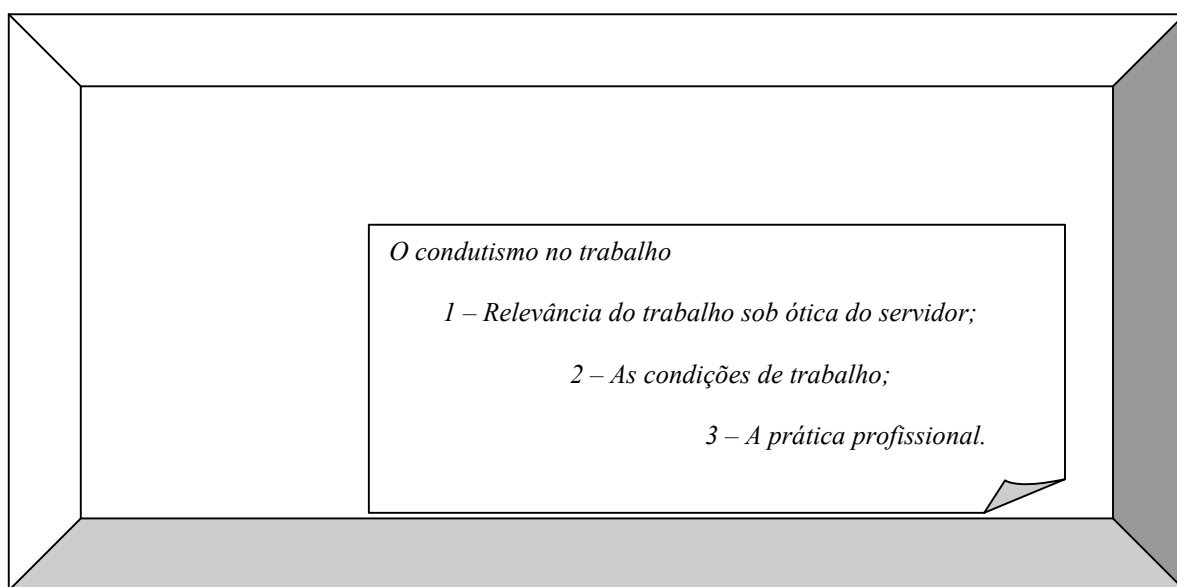 O condutismo no trabalho
1 – Relevância do trabalho sob ótica do servidor;
2 – As condições de trabalho;
3 – A prática profissional.